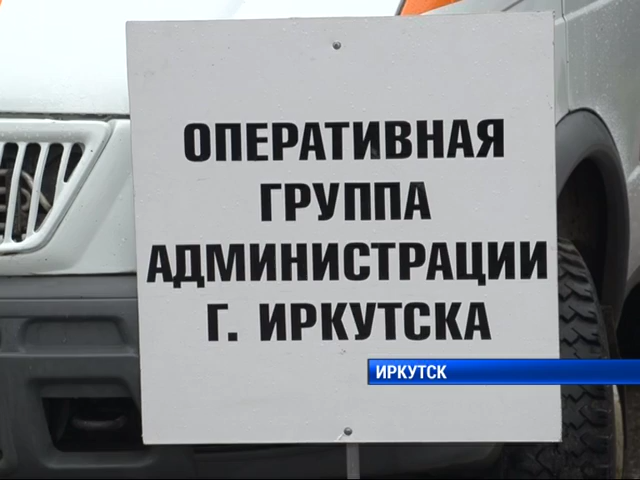 ОПЕРАТИВНАЯ
ГРУППА
АДМИНИСТРАЦИИ
Г. ИРКУТСКА
ИРКУТСК